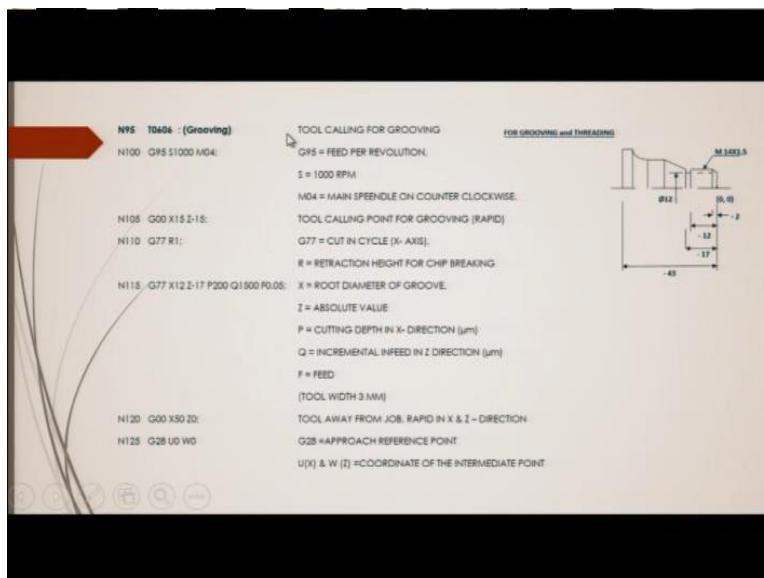 N95 T0606 : (Grooving) TOOL CALLING FOR GROOVING
N100 G95 S1000 M04; G95 = FEED PER REVOLUTION,
S = 1000 RPM
M04 = MAIN SPEENDLE ON COUNTER CLOCKWISE.
N105 G00 X15 Z-15; TOOL CALLING POINT FOR GROOVING (RAPID)
N110 G77 R1; G77 = CUT IN CYCLE (X- AXIS).
R = RETRACTION HEIGHT FOR CHIP BREAKING
N115 G77 X12 Z-17 P200 Q1500 F0.05; X = ROOT DIAMETER OF GROOVE.
Z = ABSOLUTE VALUE
P = CUTTING DEPTH IN X- DIRECTION (µm)
Q = INCREMENTAL INFEED IN Z DIRECTION (µm)
F = FEED
(TOOL WIDTH 3 MM)
N120 G00 X50 Z0; TOOL AWAY FROM JOB, RAPID IN X & Z – DIRECTION
N125 G28 U0 W0 G28 =APPROACH REFERENCE POINT
U(X) & W (Z) =COORDINATE OF THE INTERMEDIATE POINT
FOR GROOVING and THREADING
M 14X1.5
Ø12 (0, 0)
- 2
- 12
- 17
- 45